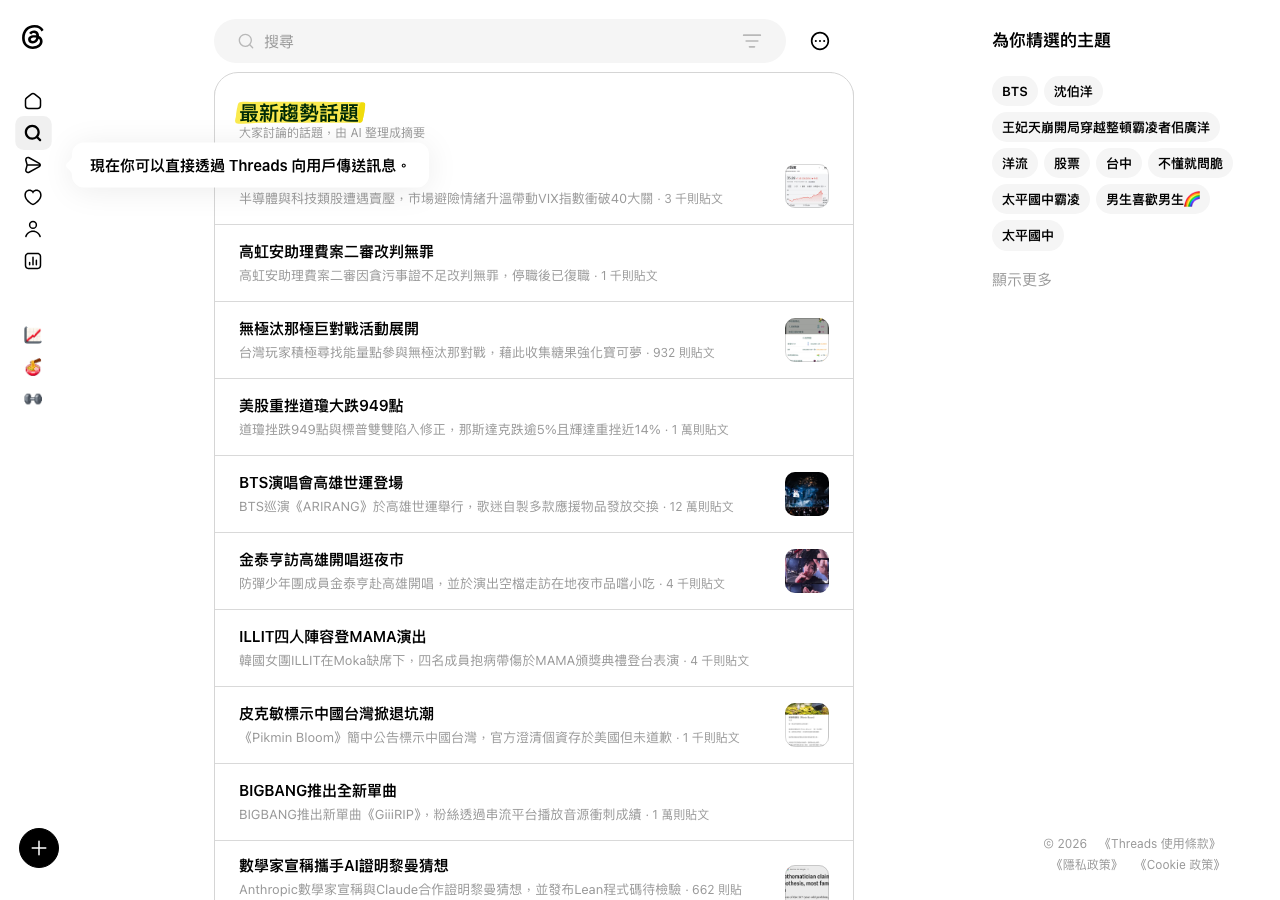 搜尋
最新趨勢話題
大家討論的話題，由 AI 整理成摘要
現在你可以直接透過 Threads 向用戶傳送訊息。
半導體與科技類股遭遇賣壓，市場避險情緒升溫帶動VIX指數衝破40大關 · 3 千則貼文
高虹安助理費案二審改判無罪
高虹安助理費案二審因貪污事證不足改判無罪，停職後已復職 · 1 千則貼文
無極汰那極巨對戰活動展開
台灣玩家積極尋找能量點參與無極汰那對戰，藉此收集糖果強化寶可夢 · 932 則貼文
美股重挫道瓊大跌949點
道瓊挫跌949點與標普雙雙陷入修正，那斯達克跌逾5%且輝達重挫近14% · 1 萬則貼文
BTS演唱會高雄世運登場
BTS巡演《ARIRANG》於高雄世運舉行，歌迷自製多款應援物品發放交換 · 12 萬則貼文
金泰亨訪高雄開唱逛夜市
防彈少年團成員金泰亨赴高雄開唱，並於演出空檔走訪在地夜市品嚐小吃 · 4 千則貼文
ILLIT四人陣容登MAMA演出
韓國女團ILLIT在Moka缺席下，四名成員抱病帶傷於MAMA頒獎典禮登台表演 · 4 千則貼文
皮克敏標示中國台灣掀退坑潮
《Pikmin Bloom》簡中公告標示中國台灣，官方澄清個資存於美國但未道歉 · 1 千則貼文
BIGBANG推出全新單曲
BIGBANG推出新單曲《GiiiRIP》，粉絲透過串流平台播放音源衝刺成績 · 1 萬則貼文
數學家宣稱攜手AI證明黎曼猜想
Anthropic數學家宣稱與Claude合作證明黎曼猜想，並發布Lean程式碼待檢驗 · 662 則貼
為你精選的主題
BTS 沈伯洋
王妃天崩開局穿越整頓霸凌者佀廣洋
洋流 股票 台中 不懂就問脆
太平國中霸凌 男生喜歡男生🌈
太平國中
顯示更多
© 2026 《Threads 使用條款》
《隱私政策》 《Cookie 政策》